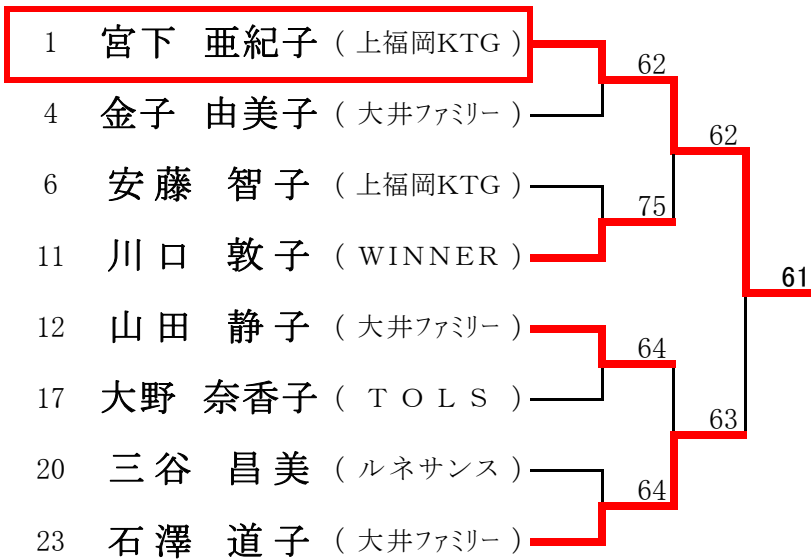 1 宮下 亜紀子 ( 上福岡KTG )
62
4 金子 由美子 ( 大井ファミリー )
62
6 安藤 智子 ( 上福岡KTG )
75
11 川口 敦子 ( WINNER )
61
12 山田 静子 ( 大井ファミリー )
64
17 大野 奈香子 ( TOLS )
63
20 三谷 昌美 ( ルネサンス )
64
23 石澤 道子 ( 大井ファミリー )